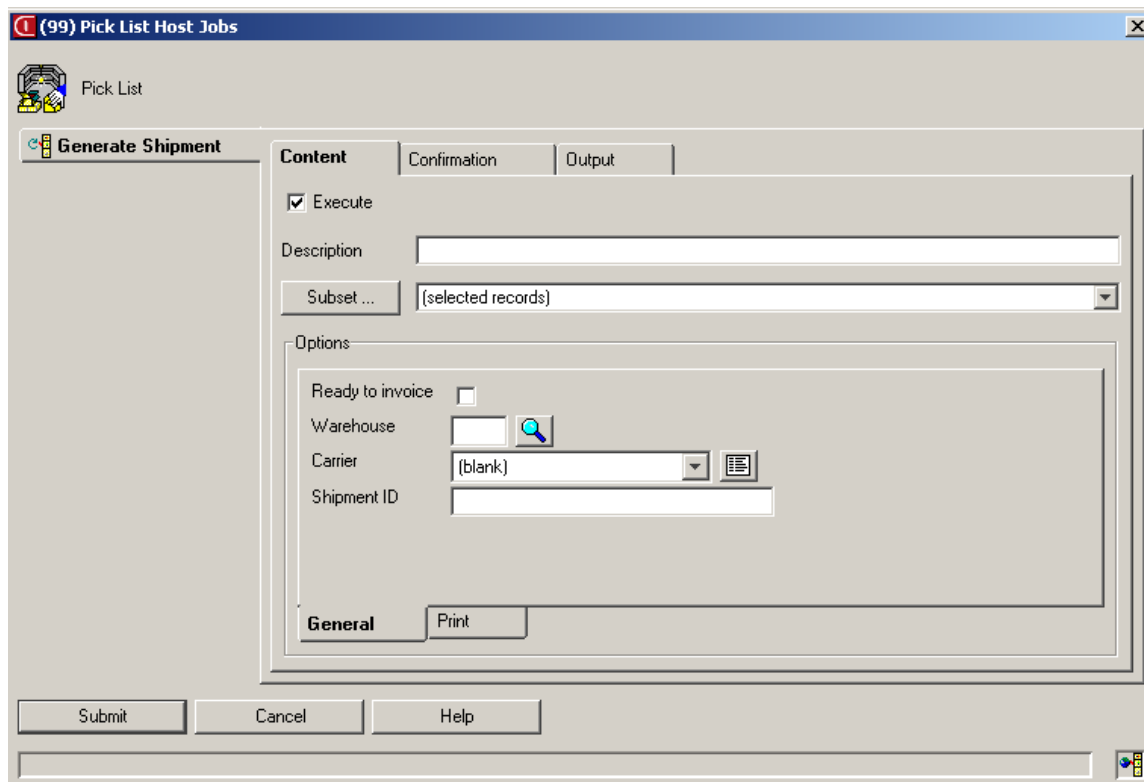 (99) Pick List Host Jobs
Pick List
Generate Shipment
Content Confirmation Output
Execute
Description
Subset ... (selected records)
Options
Ready to invoice
Warehouse
Carrier (blank)
Shipment ID
General Print
Submit Cancel Help